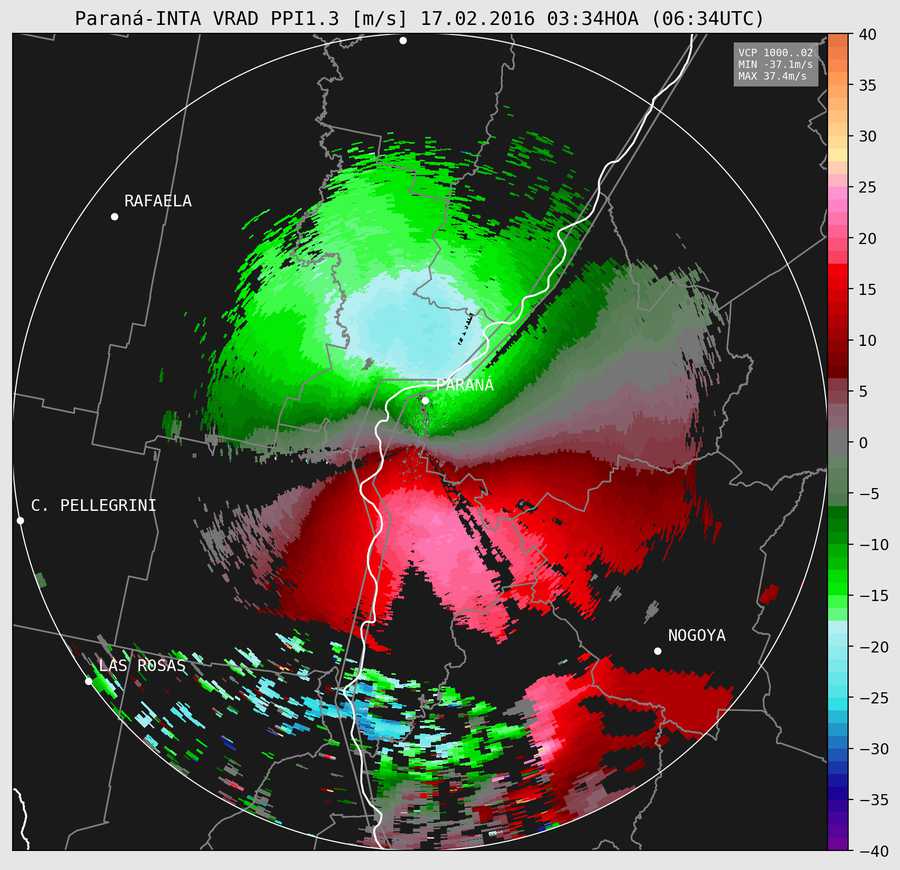 Paraná-INTA VRAD PPI1.3 [m/s] 17.02.2016 03:34HOA (06:34UTC)
VCP 1000..02
MIN -37.1m/s
MAX 37.4m/s
RAFAELA
PARANÁ
C. PELLEGRINI
NOGOYA
LAS ROSAS
40
35
30
25
20
15
10
5
0
−5
−10
−15
−20
−25
−30
−35
−40